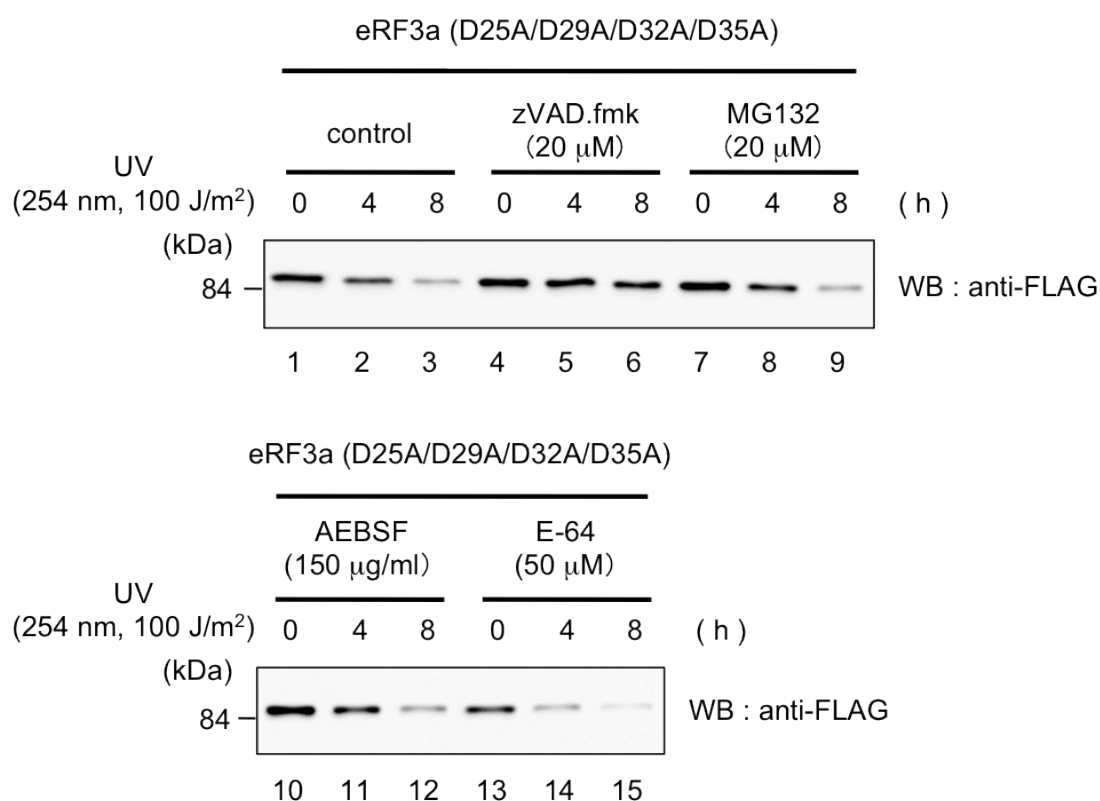 eRF3a (D25A/D29A/D32A/D35A)
control
zVAD.fmk
(20 μM)
MG132
(20 μM)
UV
(254 nm, 100 J/m²)
0 4 8 0 4 8 0 4 8 ( h )
(kDa)
84
WB : anti-FLAG
1 2 3 4 5 6 7 8 9
eRF3a (D25A/D29A/D32A/D35A)
AEBSF
(150 μg/ml)
E-64
(50 μM)
UV
(254 nm, 100 J/m²)
0 4 8 0 4 8 ( h )
(kDa)
84
WB : anti-FLAG
10 11 12 13 14 15